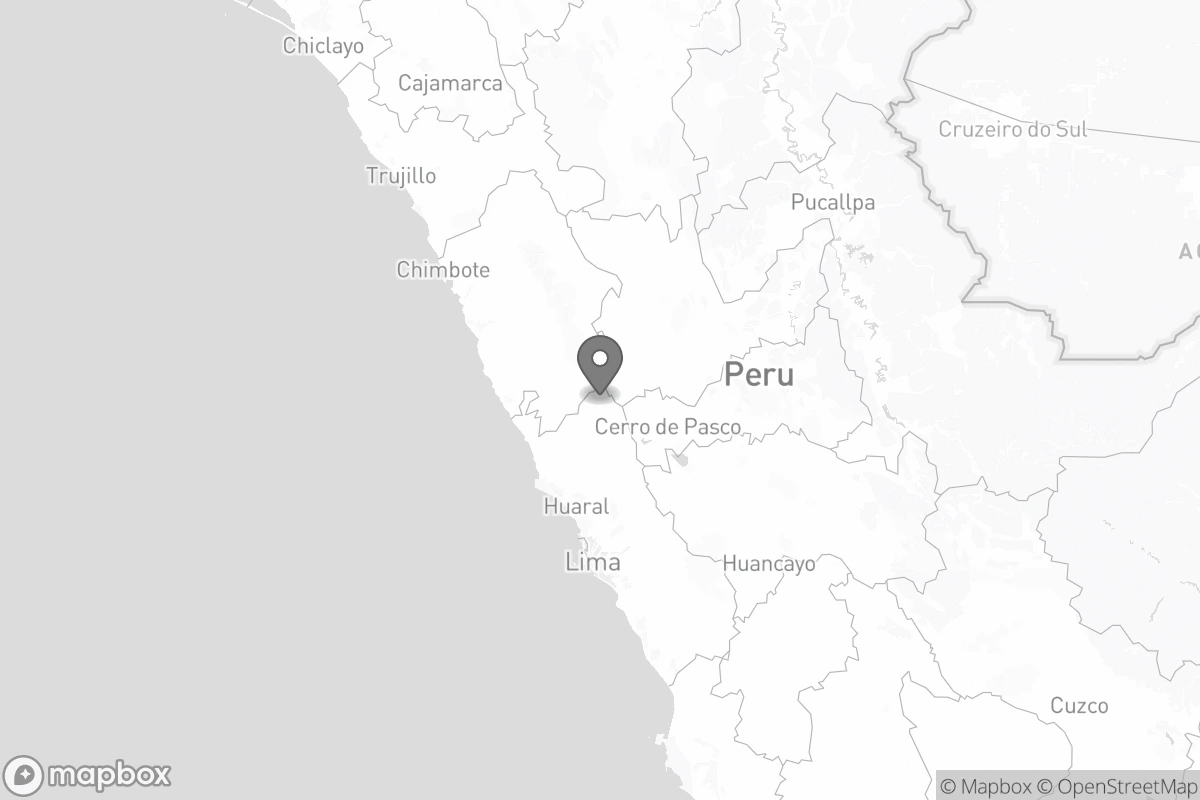 Chiclayo
Cajamarca
Cruzeiro do Sul
Trujillo
Pucallpa
AC
Chimbote
Peru
Cerro de Pasco
Huaral
Lima
Huancayo
Cuzco
mapbox
© Mapbox © OpenStreetMap